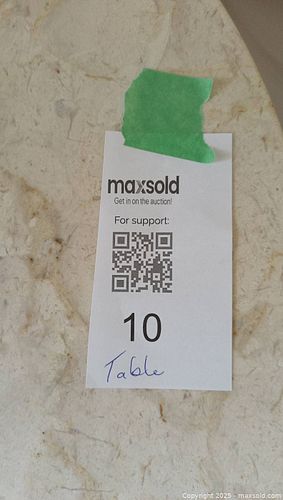 maxsold
Get in on the auction!
For support:
10
Table
Copyright 2025 - maxsold.com